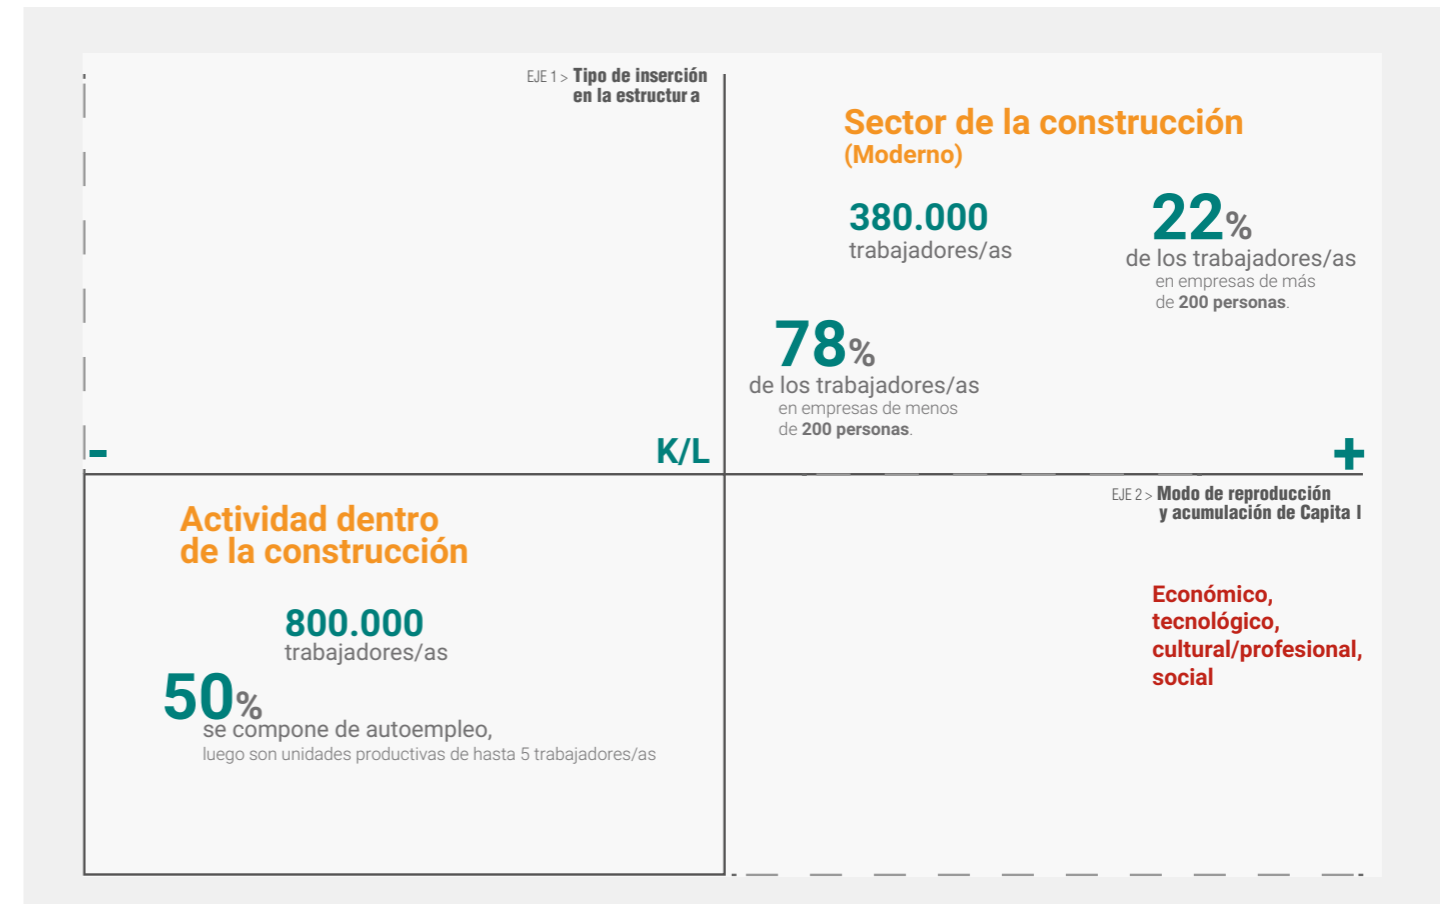 EJE 1 > Tipo de inserción
en la estructura
Sector de la construcción
(Moderno)
380.000
trabajadores/as
22%
de los trabajadores/as
en empresas de más
de 200 personas.
78%
de los trabajadores/as
en empresas de menos
de 200 personas.
-
K/L
+
EJE 2 > Modo de reproducción
y acumulación de Capital
Actividad dentro
de la construcción
800.000
trabajadores/as
50%
se compone de autoempleo,
luego son unidades productivas de hasta 5 trabajadores/as
Económico,
tecnológico,
cultural/profesional,
social